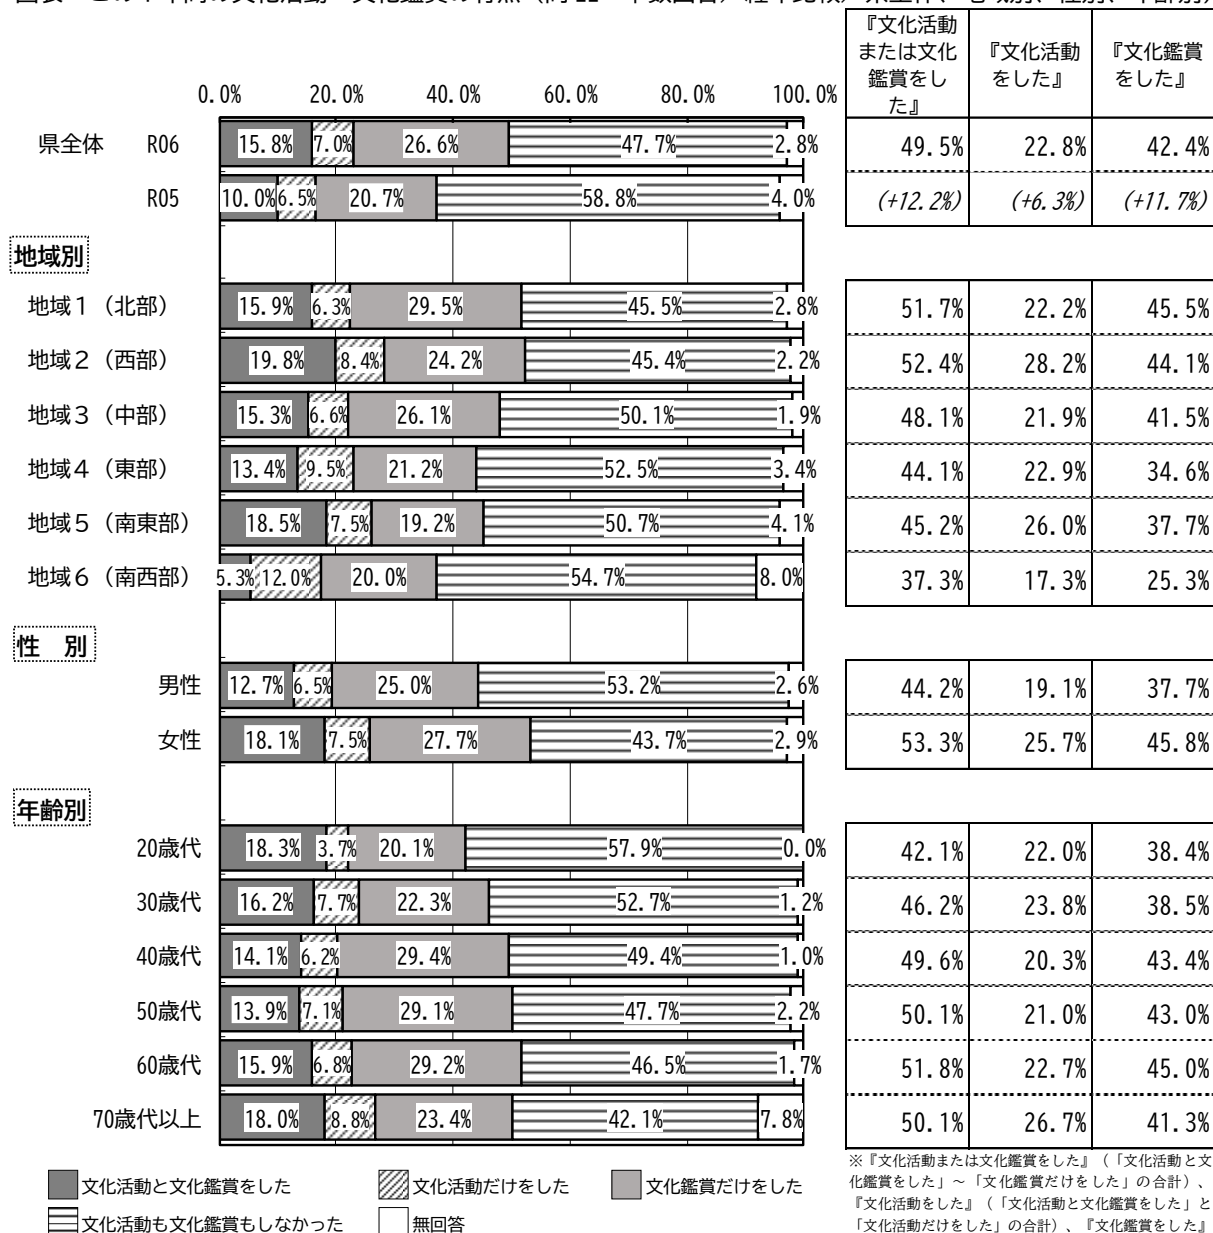 『文化活動
または文化
鑑賞をし
た』
『文化活動
をした』
『文化鑑賞
をした』
0.0% 20.0% 40.0% 60.0% 80.0% 100.0%
県全体 R06 15.8% 7.0% 26.6% 47.7% 2.8% 49.5% 22.8% 42.4%
R05 10.0% 6.5% 20.7% 58.8% 4.0% (+12.2%) (+6.3%) (+11.7%)
地域別
地域1（北部） 15.9% 6.3% 29.5% 45.5% 2.8% 51.7% 22.2% 45.5%
地域2（西部） 19.8% 8.4% 24.2% 45.4% 2.2% 52.4% 28.2% 44.1%
地域3（中部） 15.3% 6.6% 26.1% 50.1% 1.9% 48.1% 21.9% 41.5%
地域4（東部） 13.4% 9.5% 21.2% 52.5% 3.4% 44.1% 22.9% 34.6%
地域5（南東部） 18.5% 7.5% 19.2% 50.7% 4.1% 45.2% 26.0% 37.7%
地域6（南西部） 5.3% 12.0% 20.0% 54.7% 8.0% 37.3% 17.3% 25.3%
性 別
男性 12.7% 6.5% 25.0% 53.2% 2.6% 44.2% 19.1% 37.7%
女性 18.1% 7.5% 27.7% 43.7% 2.9% 53.3% 25.7% 45.8%
年齢別
20歳代 18.3% 3.7% 20.1% 57.9% 0.0% 42.1% 22.0% 38.4%
30歳代 16.2% 7.7% 22.3% 52.7% 1.2% 46.2% 23.8% 38.5%
40歳代 14.1% 6.2% 29.4% 49.4% 1.0% 49.6% 20.3% 43.4%
50歳代 13.9% 7.1% 29.1% 47.7% 2.2% 50.1% 21.0% 43.0%
60歳代 15.9% 6.8% 29.2% 46.5% 1.7% 51.8% 22.7% 45.0%
70歳代以上 18.0% 8.8% 23.4% 42.1% 7.8% 50.1% 26.7% 41.3%
文化活動と文化鑑賞をした 文化活動だけをした 文化鑑賞だけをした
文化活動も文化鑑賞もしなかった 無回答
※『文化活動または文化鑑賞をした』（「文化活動と文
化鑑賞をした」～「文化鑑賞だけをした」の合計）、
『文化活動をした』（「文化活動と文化鑑賞をした」と
「文化活動だけをした」の合計）、『文化鑑賞をした』